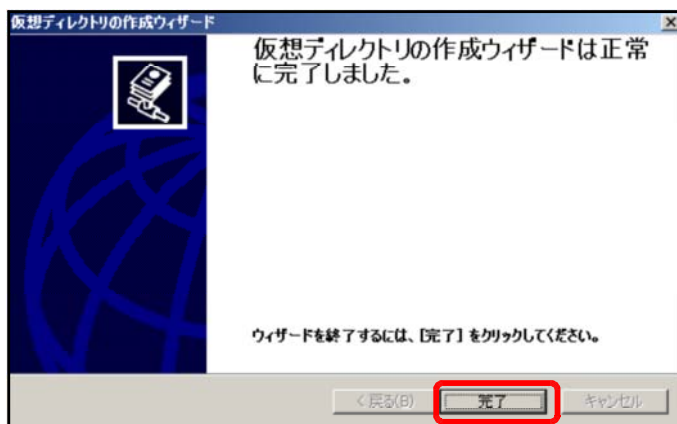 仮想ディレクトリの作成ウィザード
仮想ディレクトリの作成ウィザードは正常
に完了しました。
ウィザードを終了するには、[完了] をクリックしてください。
< 戻る(B)
完了
キャンセル